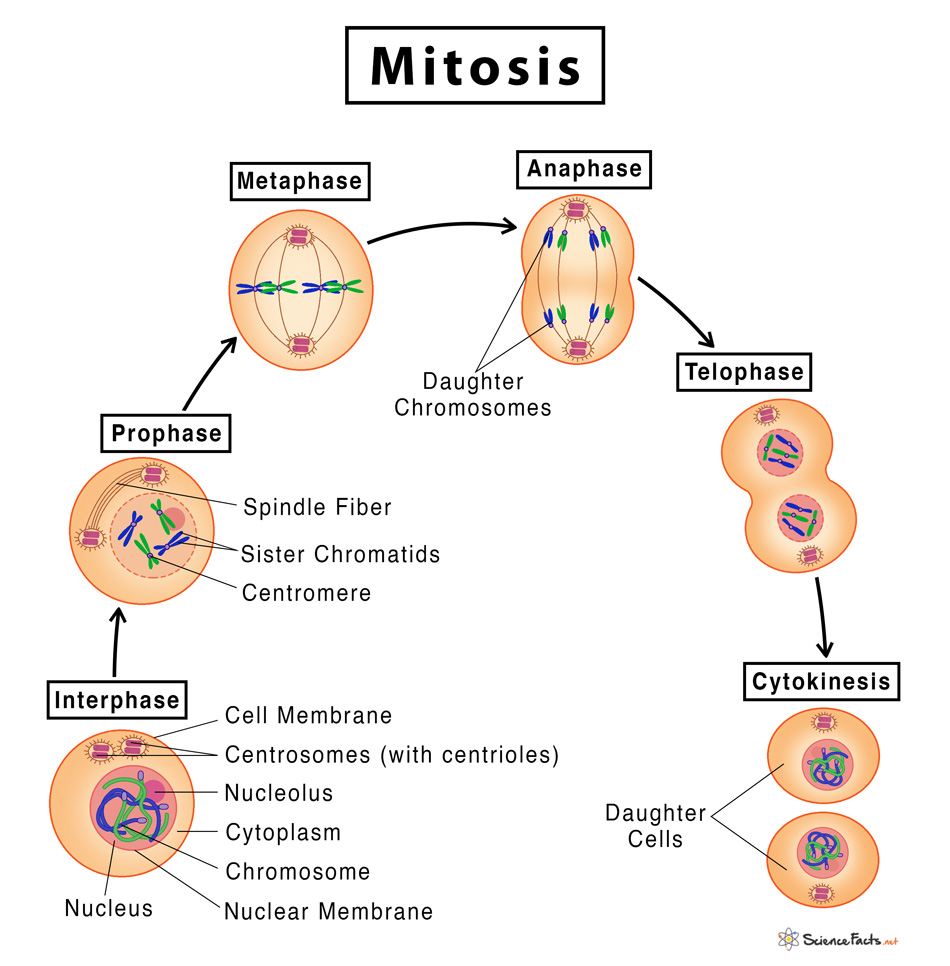 Mitosis
Metaphase
Anaphase
Daughter
Chromosomes
Telophase
Prophase
Spindle Fiber
Sister Chromatids
Centromere
Interphase
Cell Membrane
Centrosomes (with centrioles)
Nucleolus
Cytoplasm
Chromosome
Nuclear Membrane
Nucleus
Cytokinesis
Daughter
Cells
ScienceFacts.net